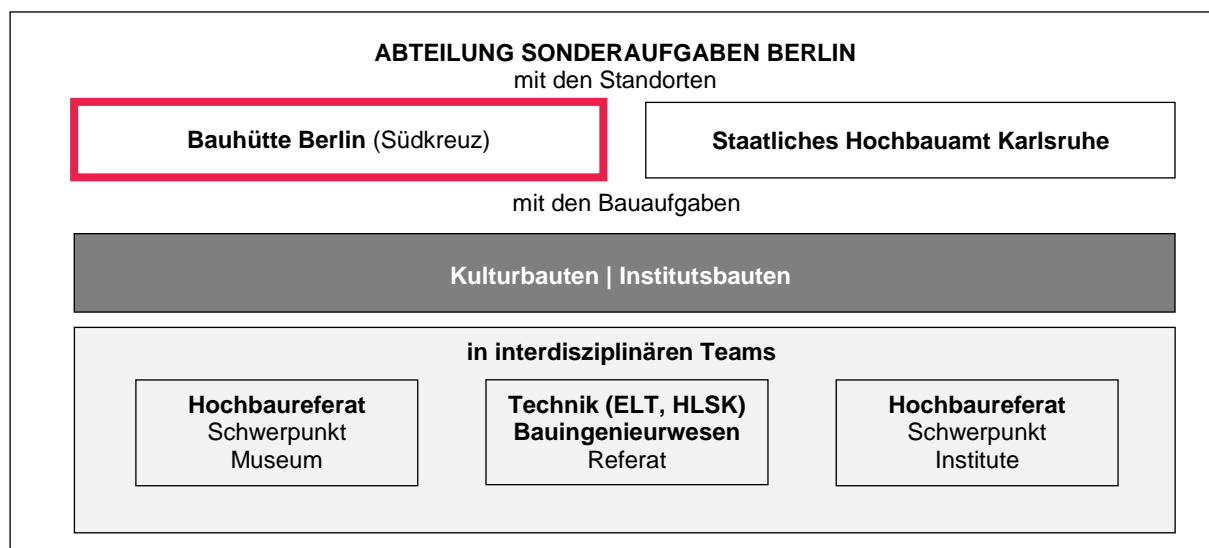 ABTEILUNG SONDERAUFGABEN BERLIN
mit den Standorten
Bauhütte Berlin (Südkreuz)
Staatliches Hochbauamt Karlsruhe
mit den Bauaufgaben
Kulturbauten | Institutsbauten
in interdisziplinären Teams
Hochbaureferat
Schwerpunkt
Museum
Technik (ELT, HLSK)
Bauingenieurwesen
Referat
Hochbaureferat
Schwerpunkt
Institute